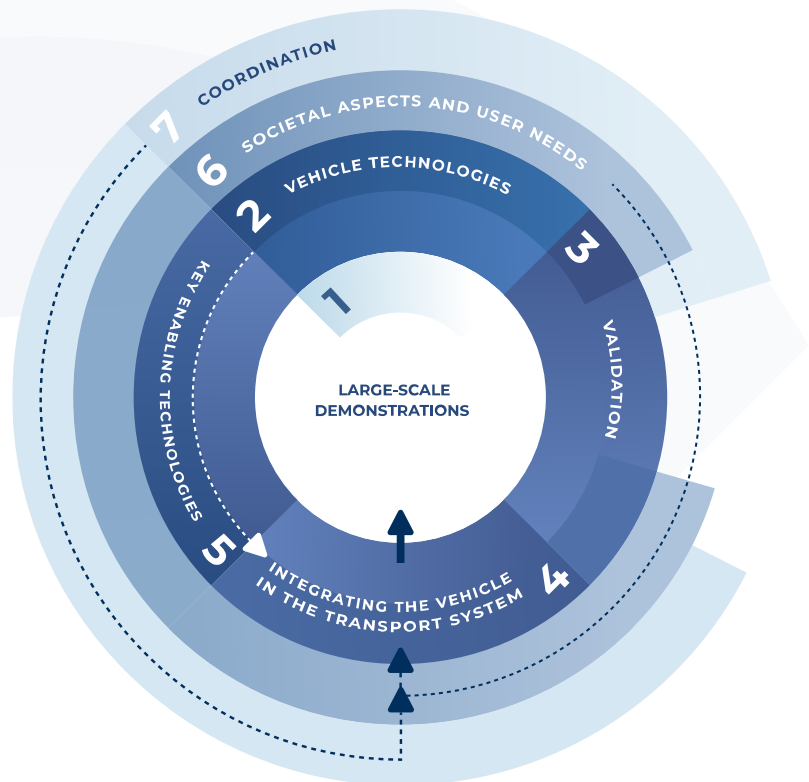 7 COORDINATION
6 SOCIETAL ASPECTS AND USER NEEDS
2 VEHICLE TECHNOLOGIES
3 VALIDATION
1
LARGE-SCALE
DEMONSTRATIONS
5 KEY ENABLING TECHNOLOGIES
4 INTEGRATING THE VEHICLE
IN THE TRANSPORT SYSTEM